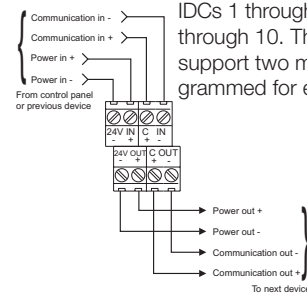 IDCs 1 through
through 10. Th
support two m
grammed for e
Communication in -
Communication in +
Power in +
Power in -
From control panel
or previous device
24V IN C IN
- + + -
24V OUT C OUT
- + + -
Power out +
Power out -
Communication out -
Communication out +
To next device